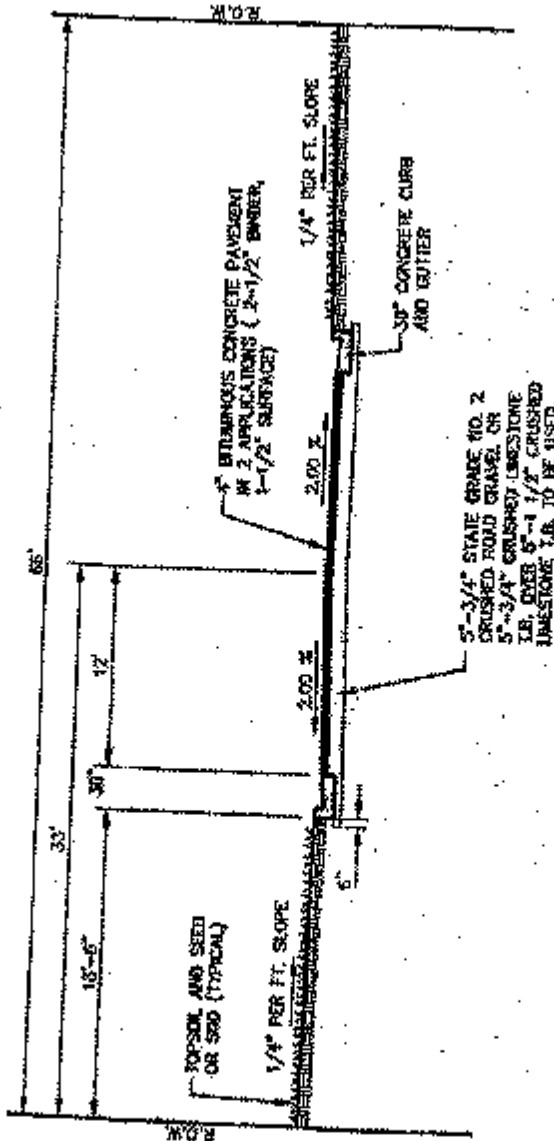 R.O.W.
R.O.W.
66'
33'
18'-6"
30"
12'
TOPSOIL AND SEED
OR SOD (TYPICAL)
1/4" PER FT. SLOPE
6"
2.00 %
2.00 %
4" BITUMINOUS CONCRETE PAVEMENT
IN 2 APPLICATIONS ( 2-1/2" BINDER,
1-1/2" SURFACE)
1/4" PER FT. SLOPE
30" CONCRETE CURB
AND GUTTER
5"-3/4" STATE GRADE NO. 2
CRUSHED ROAD GRAVEL OR
5"-3/4" CRUSHED LIMESTONE
T.B. OVER 6"-1 1/2" CRUSHED
LIMESTONE T.B. TO BE USED